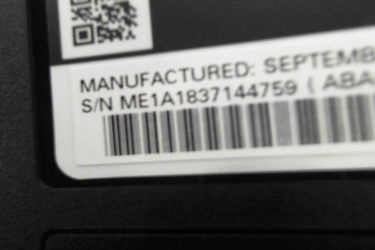 MANUFACTURED: SEPTEMB
S/N ME1A1837144759 ( ABA